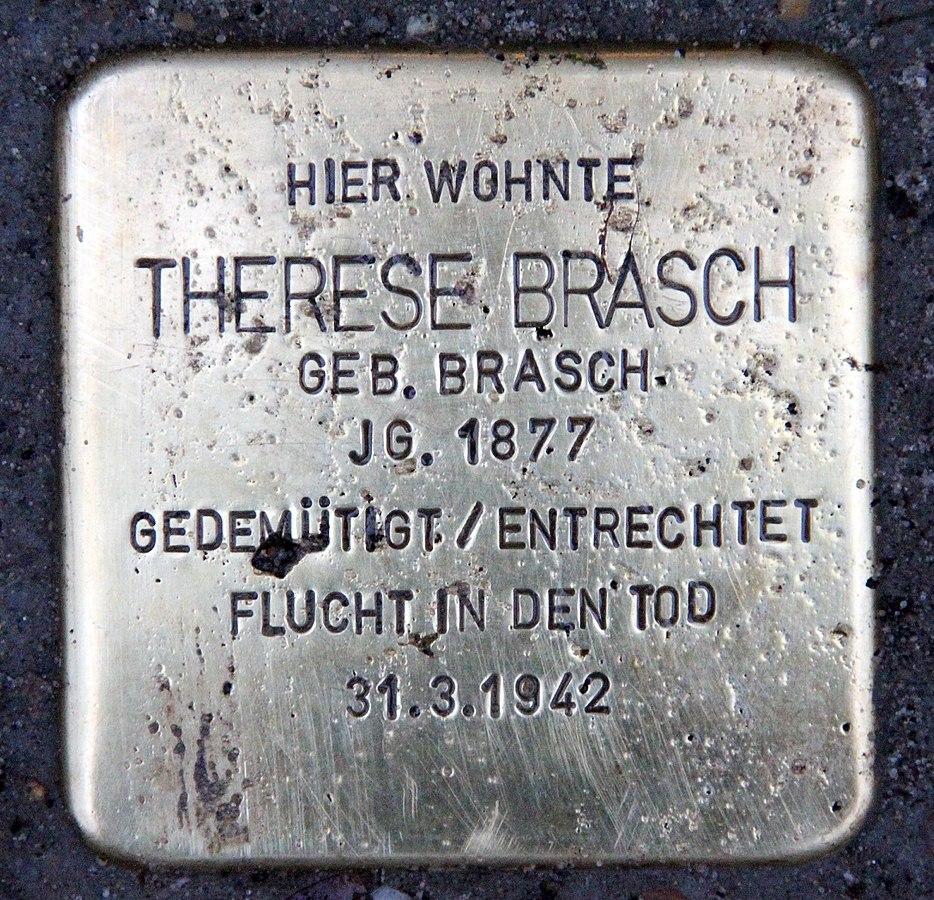 HIER WOHNTE
THERESE BRASCH
GEB. BRASCH
JG. 1877
GEDEMÜTIGT / ENTRECHTET
FLUCHT IN DEN TOD
31.3.1942